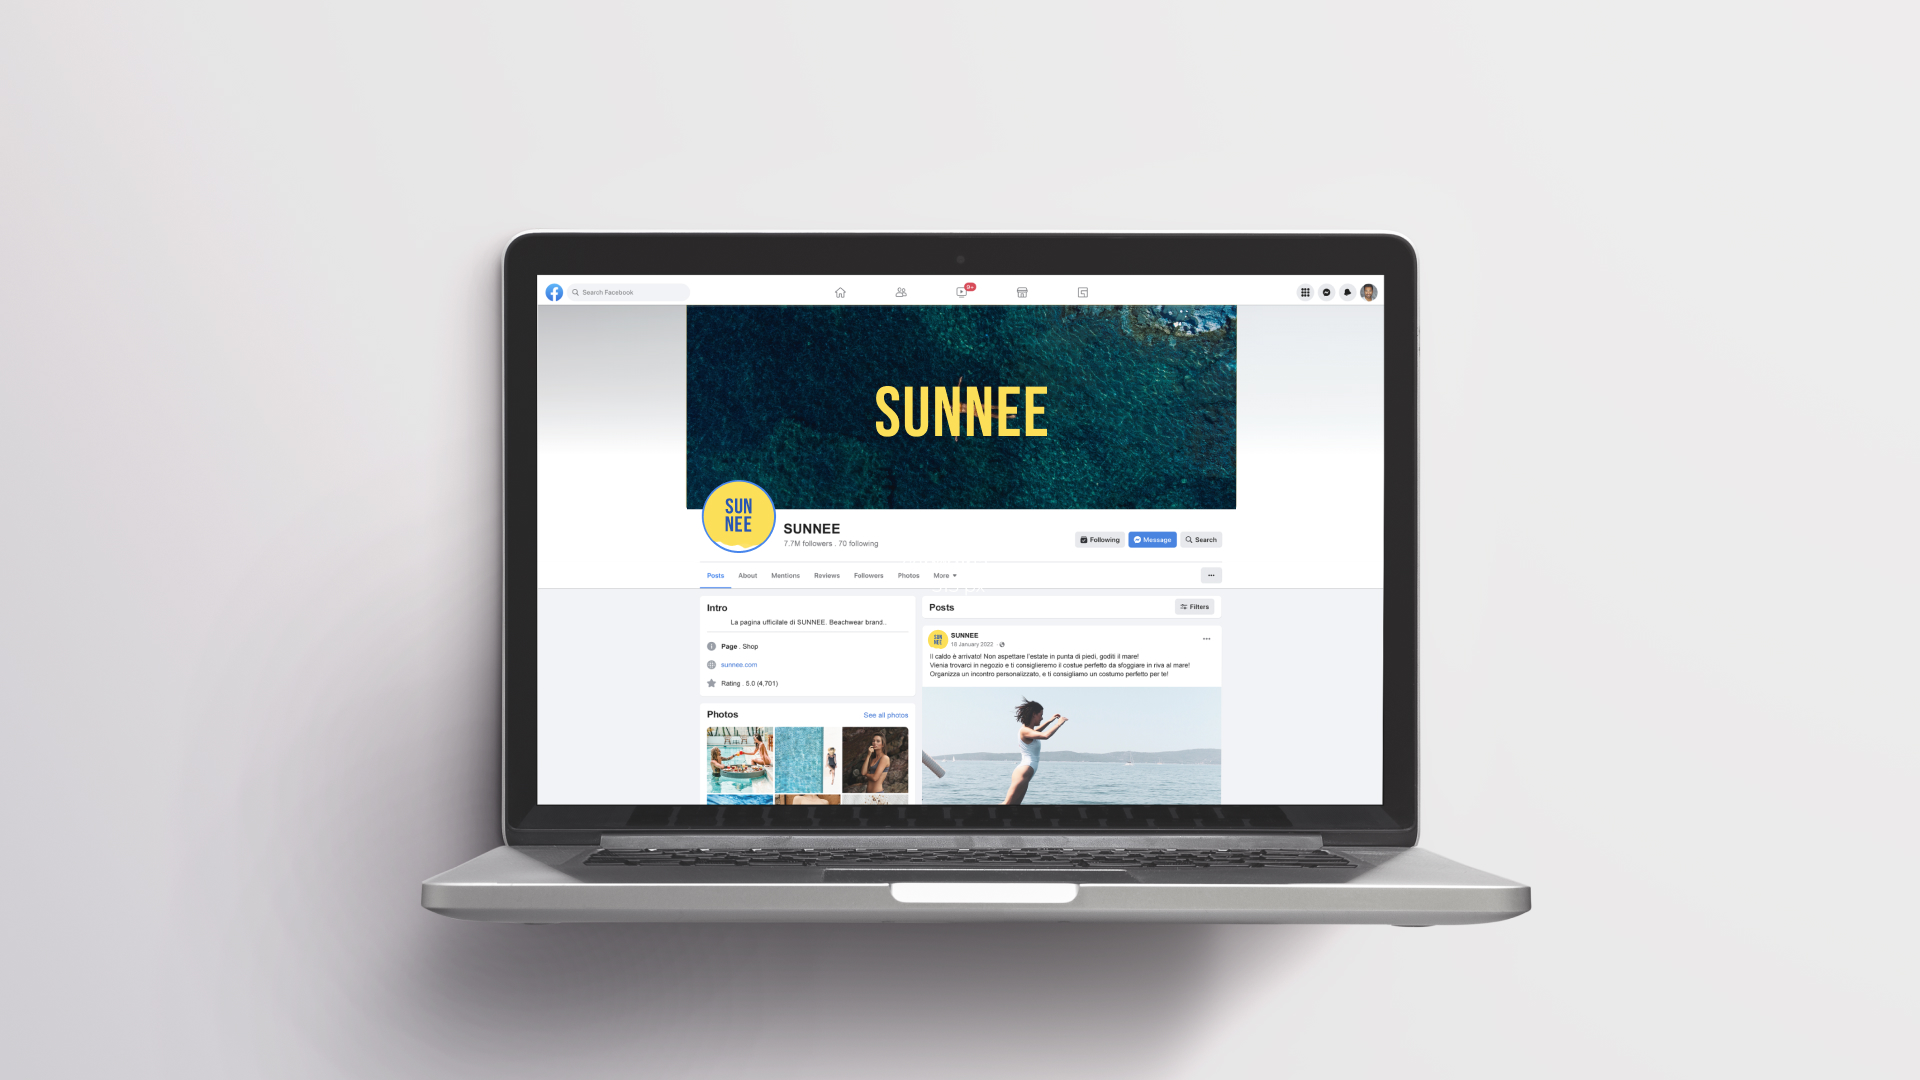 Search Facebook
9+
SUNNEE
SUN
NEE
SUNNEE
7.7M followers . 70 following
Following
Message
Search
Posts
About
Mentions
Reviews
Followers
Photos
More
Intro
La pagina ufficilate di SUNNEE. Beachwear brand..
Page . Shop
sunnee.com
Rating . 5.0 (4,701)
Photos
See all photos
Posts
Filters
SUN
NEE
SUNNEE
18 January 2022
Il caldo è arrivato! Non aspettare l'estate in punta di piedi, goditi il mare!
Vienia trovarci in negozio e ti consiglieremo il costue perfetto da sfoggiare in riva al mare!
Organizza un incontro personalizzato, e ti consigliamo un costumo perfetto per te!